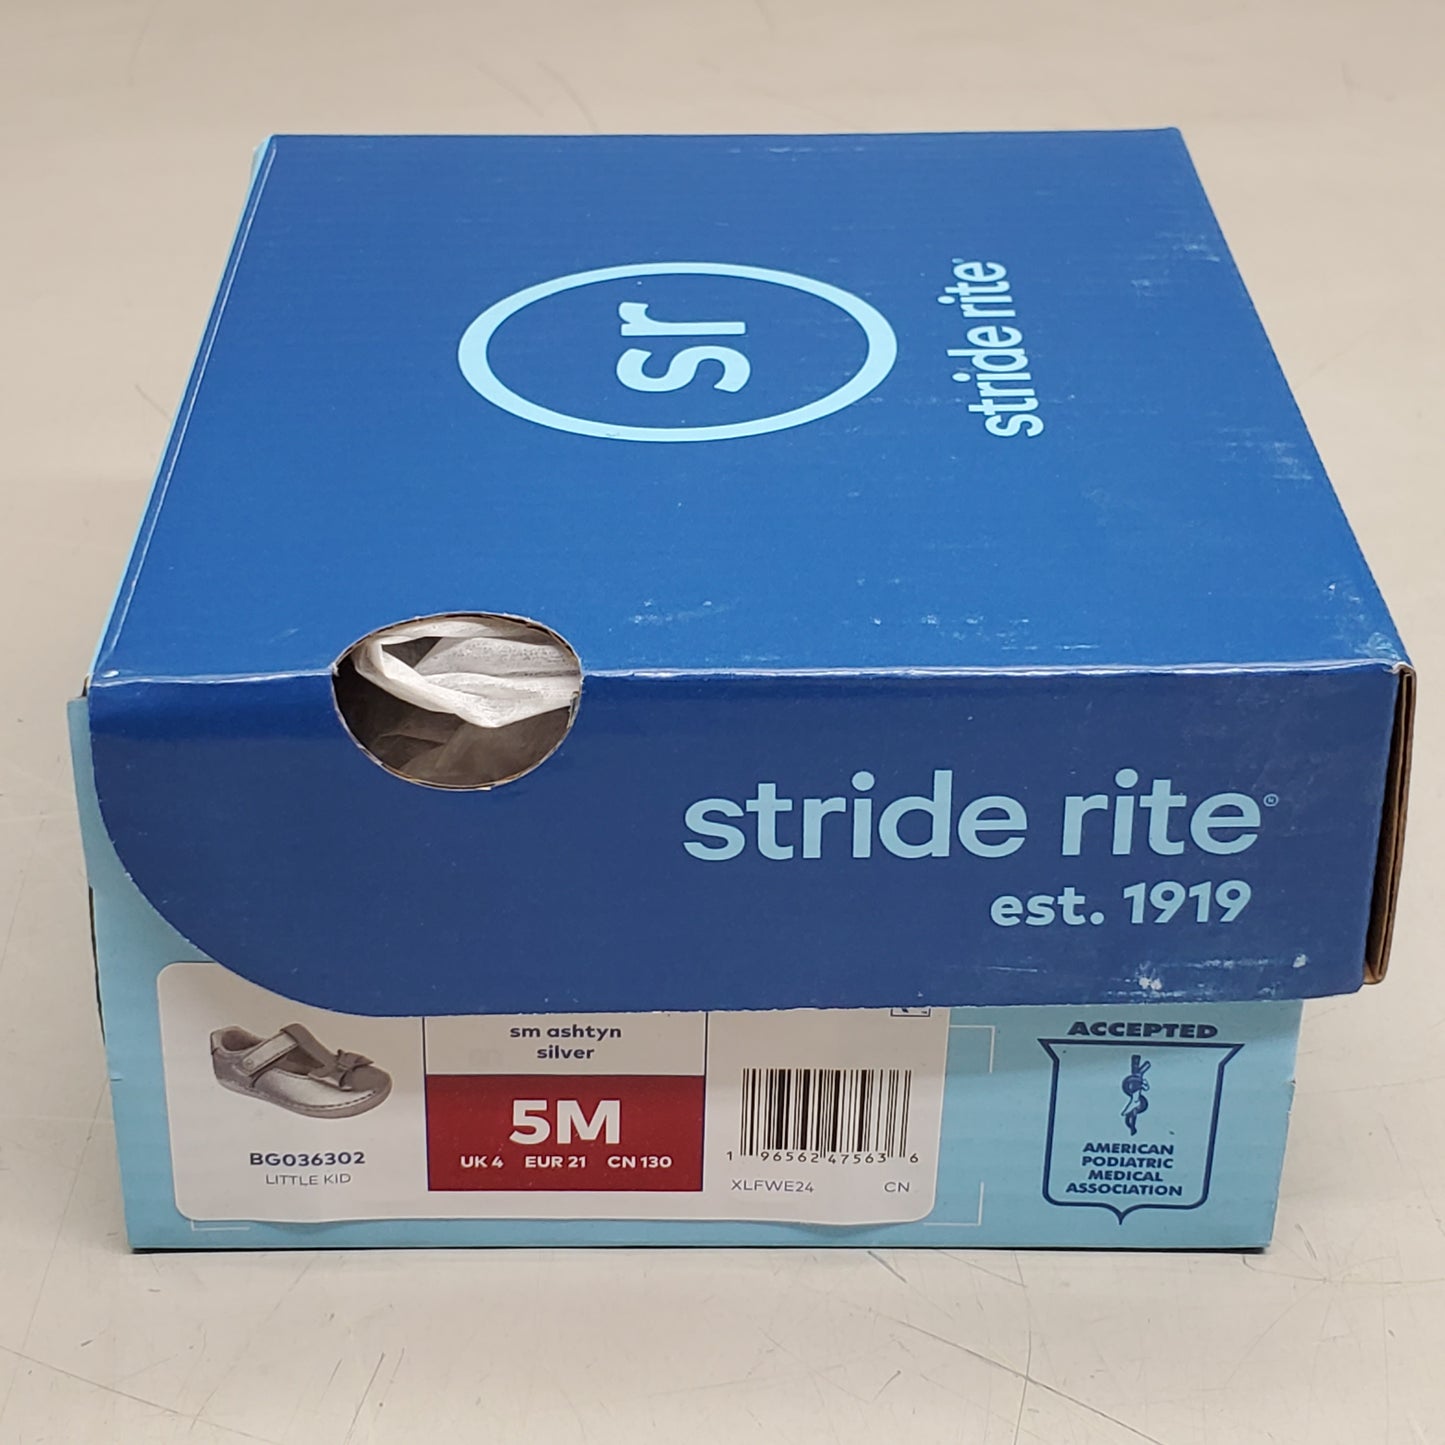 sr
stride rite
stride rite
est. 1919
sm ashtyn
silver
5M
UK 4 EUR 21 CN 130
BG036302
LITTLE KID
1 96562 47563 6
XLFWE24 CN
ACCEPTED
AMERICAN
PODIATRIC
MEDICAL
ASSOCIATION